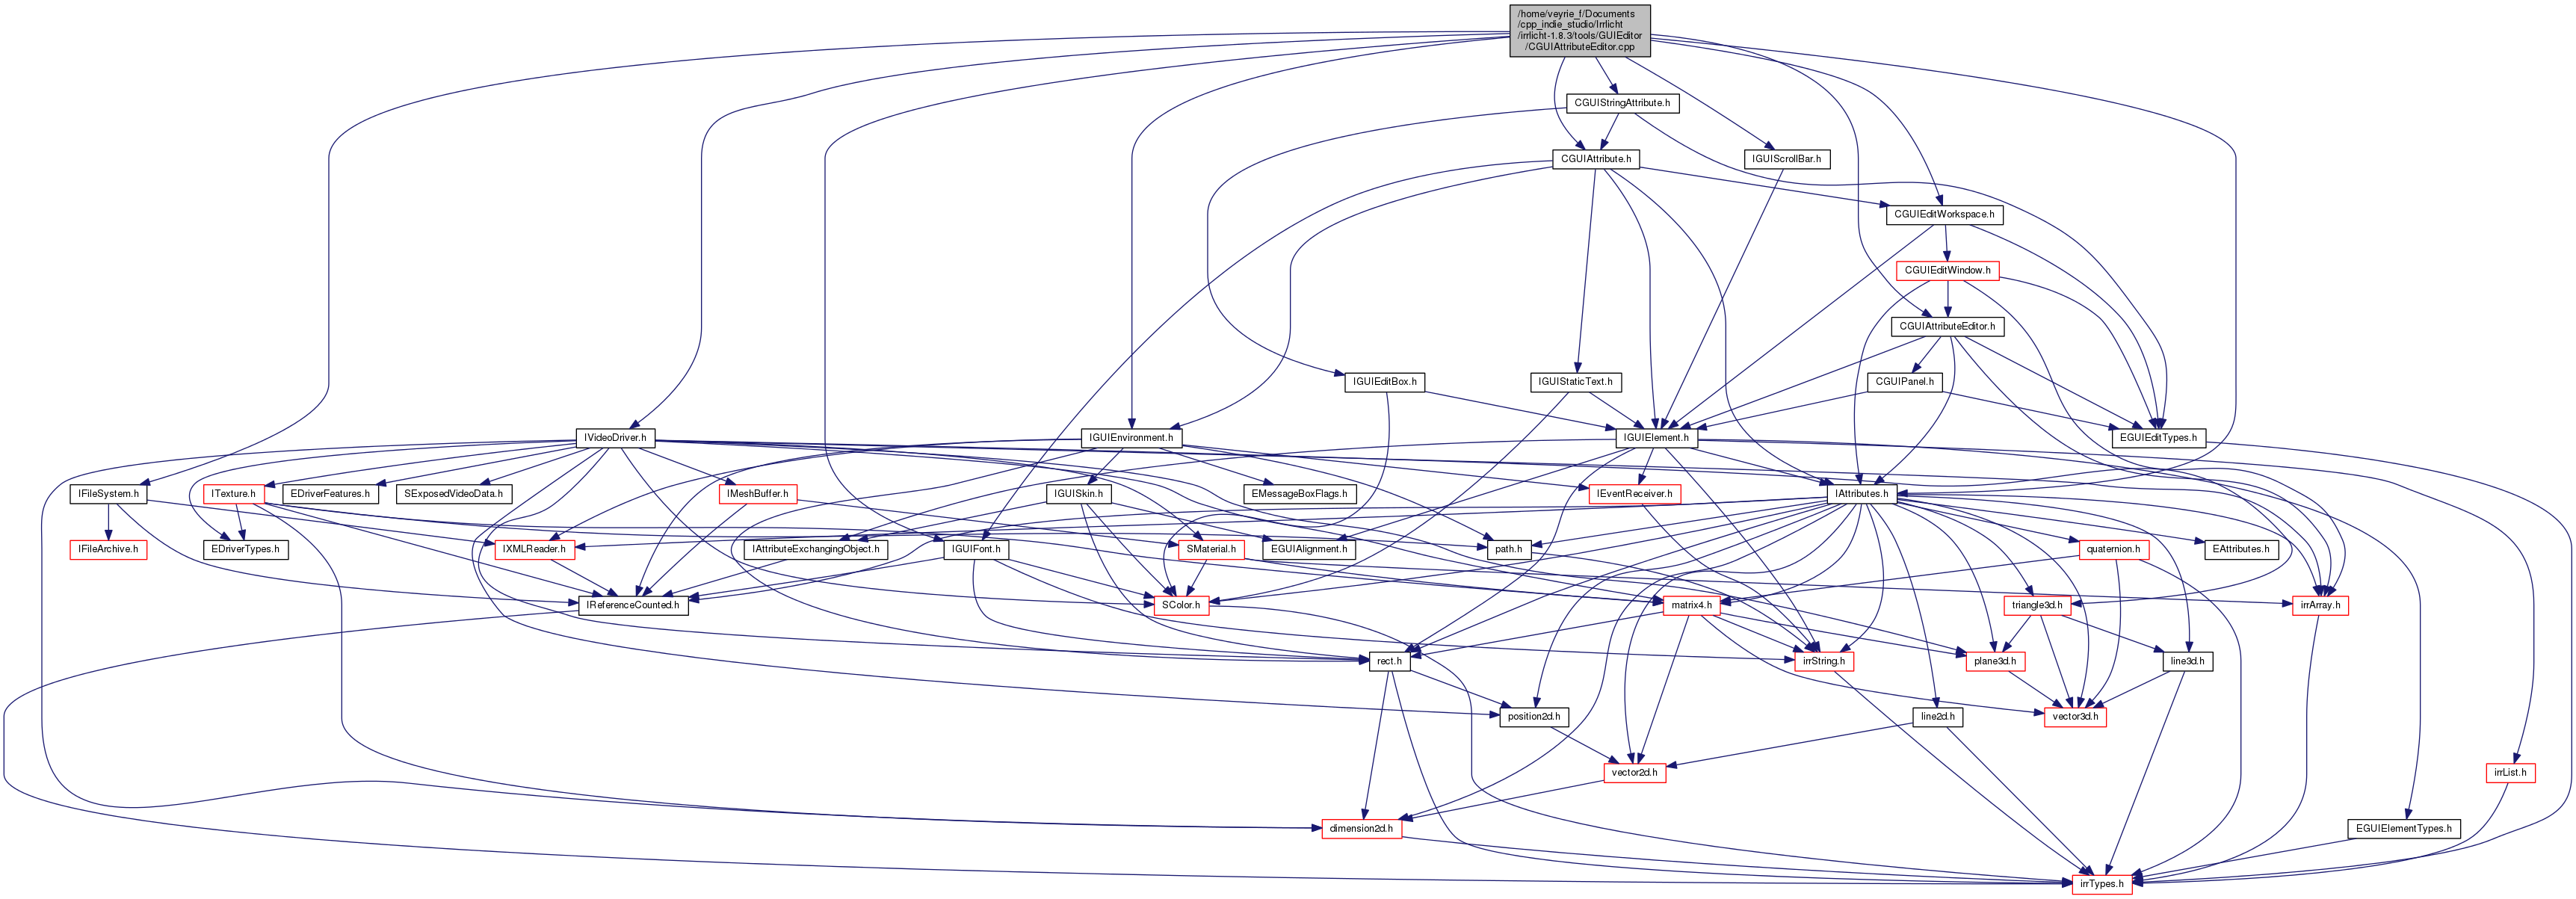 /home/veyrie_f/Documents
/cpp_indie_studio/Irrlicht
/irrlicht-1.8.3/tools/GUIEditor
/CGUIAttributeEditor.cpp
CGUIStringAttribute.h
CGUIAttribute.h
IGUIScrollBar.h
CGUIEditWorkspace.h
CGUIEditWindow.h
CGUIAttributeEditor.h
IGUIEditBox.h
IGUIStaticText.h
CGUIPanel.h
IVideoDriver.h
IGUIEnvironment.h
IGUIElement.h
EGUIEditTypes.h
IFileSystem.h
ITexture.h
EDriverFeatures.h
SExposedVideoData.h
IMeshBuffer.h
IGUISkin.h
EMessageBoxFlags.h
IEventReceiver.h
IAttributes.h
IFileArchive.h
EDriverTypes.h
IXMLReader.h
IAttributeExchangingObject.h
IGUIFont.h
SMaterial.h
EGUIAlignment.h
path.h
quaternion.h
EAttributes.h
IReferenceCounted.h
SColor.h
matrix4.h
triangle3d.h
irrArray.h
rect.h
irrString.h
plane3d.h
line3d.h
position2d.h
line2d.h
vector3d.h
vector2d.h
irrList.h
dimension2d.h
EGUIElementTypes.h
irrTypes.h